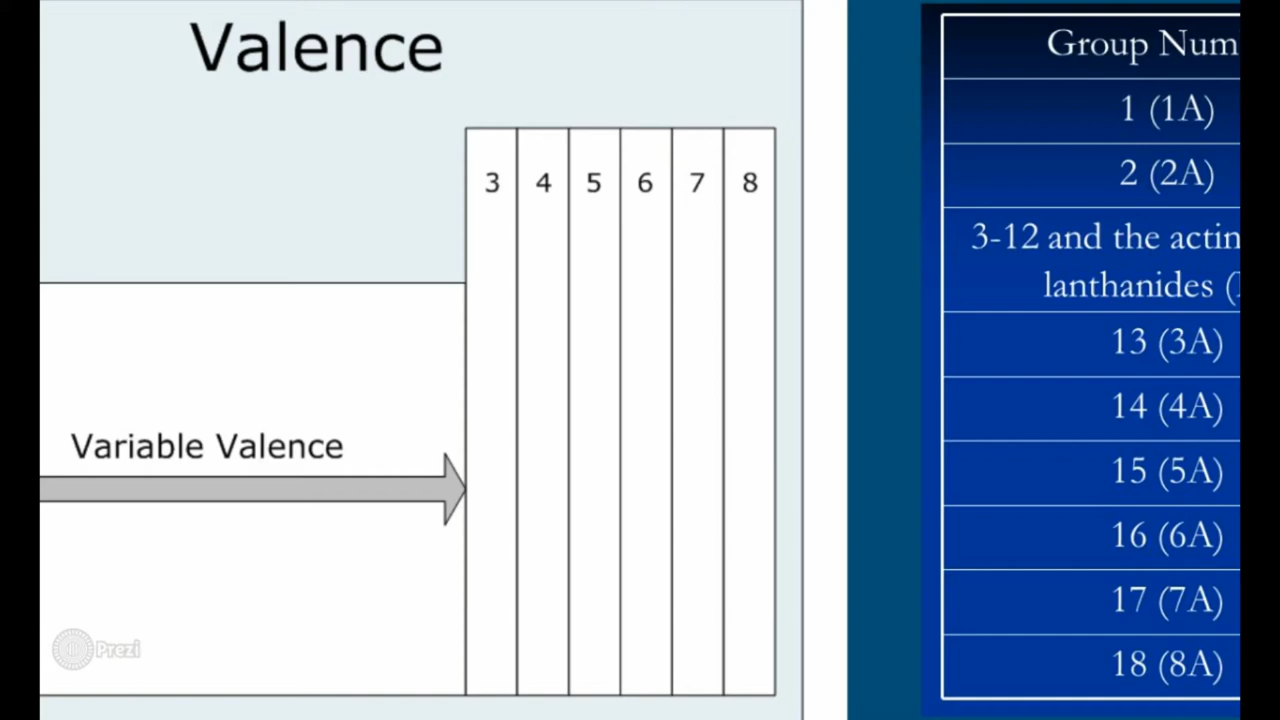 Valence
3 4 5 6 7 8
Variable Valence
Prezi
Group Num
1 (1A)
2 (2A)
3-12 and the actin
lanthanides (
13 (3A)
14 (4A)
15 (5A)
16 (6A)
17 (7A)
18 (8A)